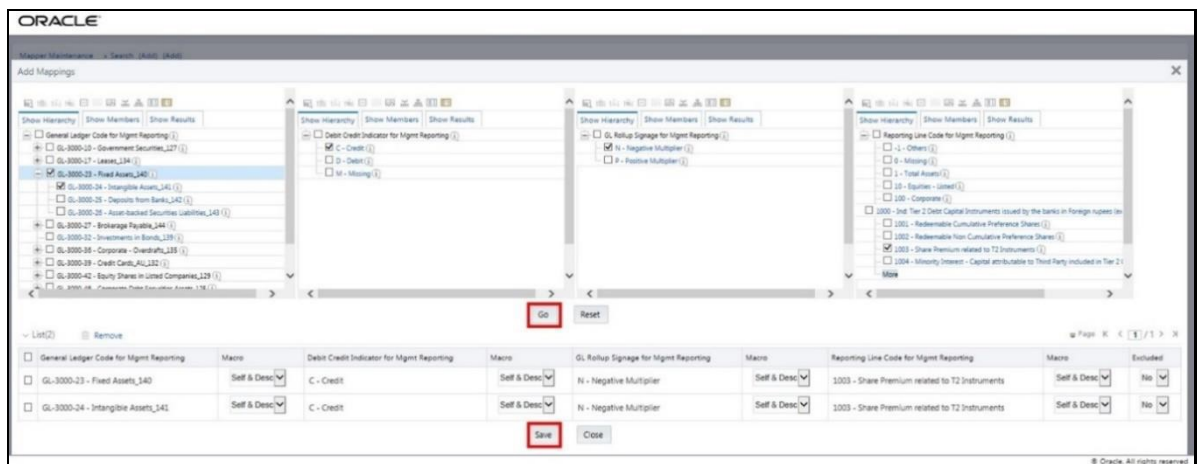 ORACLE
Mapper Maintenance > Search (Add) (Add)
Add Mappings
Show Hierarchy Show Members Show Results
General Ledger Code for Mgmt Reporting
GL-3000-10 - Government Securities_127
GL-3000-17 - Leases_134
GL-3000-23 - Fixed Assets_140
GL-3000-24 - Intangible Assets_141
GL-3000-25 - Deposits from Banks_142
GL-3000-26 - Asset-backed Securities Liabilities_143
GL-3000-27 - Brokerage Payable_144
GL-3000-32 - Investments in Bonds_139
GL-3000-36 - Corporate - Overdrafts_135
GL-3000-39 - Credit Cards_AU_132
GL-3000-42 - Equity Shares in Listed Companies_129
Show Hierarchy Show Members Show Results
Debit Credit Indicator for Mgmt Reporting
C - Credit
D - Debit
M - Missing
Show Hierarchy Show Members Show Results
GL Rollup Signage for Mgmt Reporting
N - Negative Multiplier
P - Positive Multiplier
Show Hierarchy Show Members Show Results
Reporting Line Code for Mgmt Reporting
-1 - Others
0 - Missing
1 - Total Assets
10 - Equities - Listed
100 - Corporate
1000 - Ind: Tier 2 Debt Capital Instruments issued by the banks in Foreign rupees
1001 - Redeemable Cumulative Preference Shares
1002 - Redeemable Non Cumulative Preference Shares
1003 - Share Premium related to T2 Instruments
1004 - Minority Interest - Capital attributable to Third Party included in Tier 2
More
Go Reset
List(2) Remove Page 1 / 1
General Ledger Code for Mgmt Reporting Macro Debit Credit Indicator for Mgmt Reporting Macro GL Rollup Signage for Mgmt Reporting Macro Reporting Line Code for Mgmt Reporting Macro Excluded
GL-3000-23 - Fixed Assets_140 Self & Desc C - Credit Self & Desc N - Negative Multiplier Self & Desc 1003 - Share Premium related to T2 Instruments Self & Desc No
GL-3000-24 - Intangible Assets_141 Self & Desc C - Credit Self & Desc N - Negative Multiplier Self & Desc 1003 - Share Premium related to T2 Instruments Self & Desc No
Save Close
© Oracle. All rights reserved